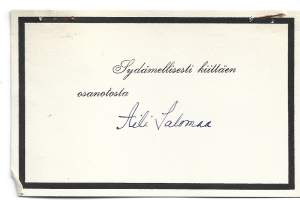 Sydämellisesti kiittäen
osanotosta
Aili Salomaa